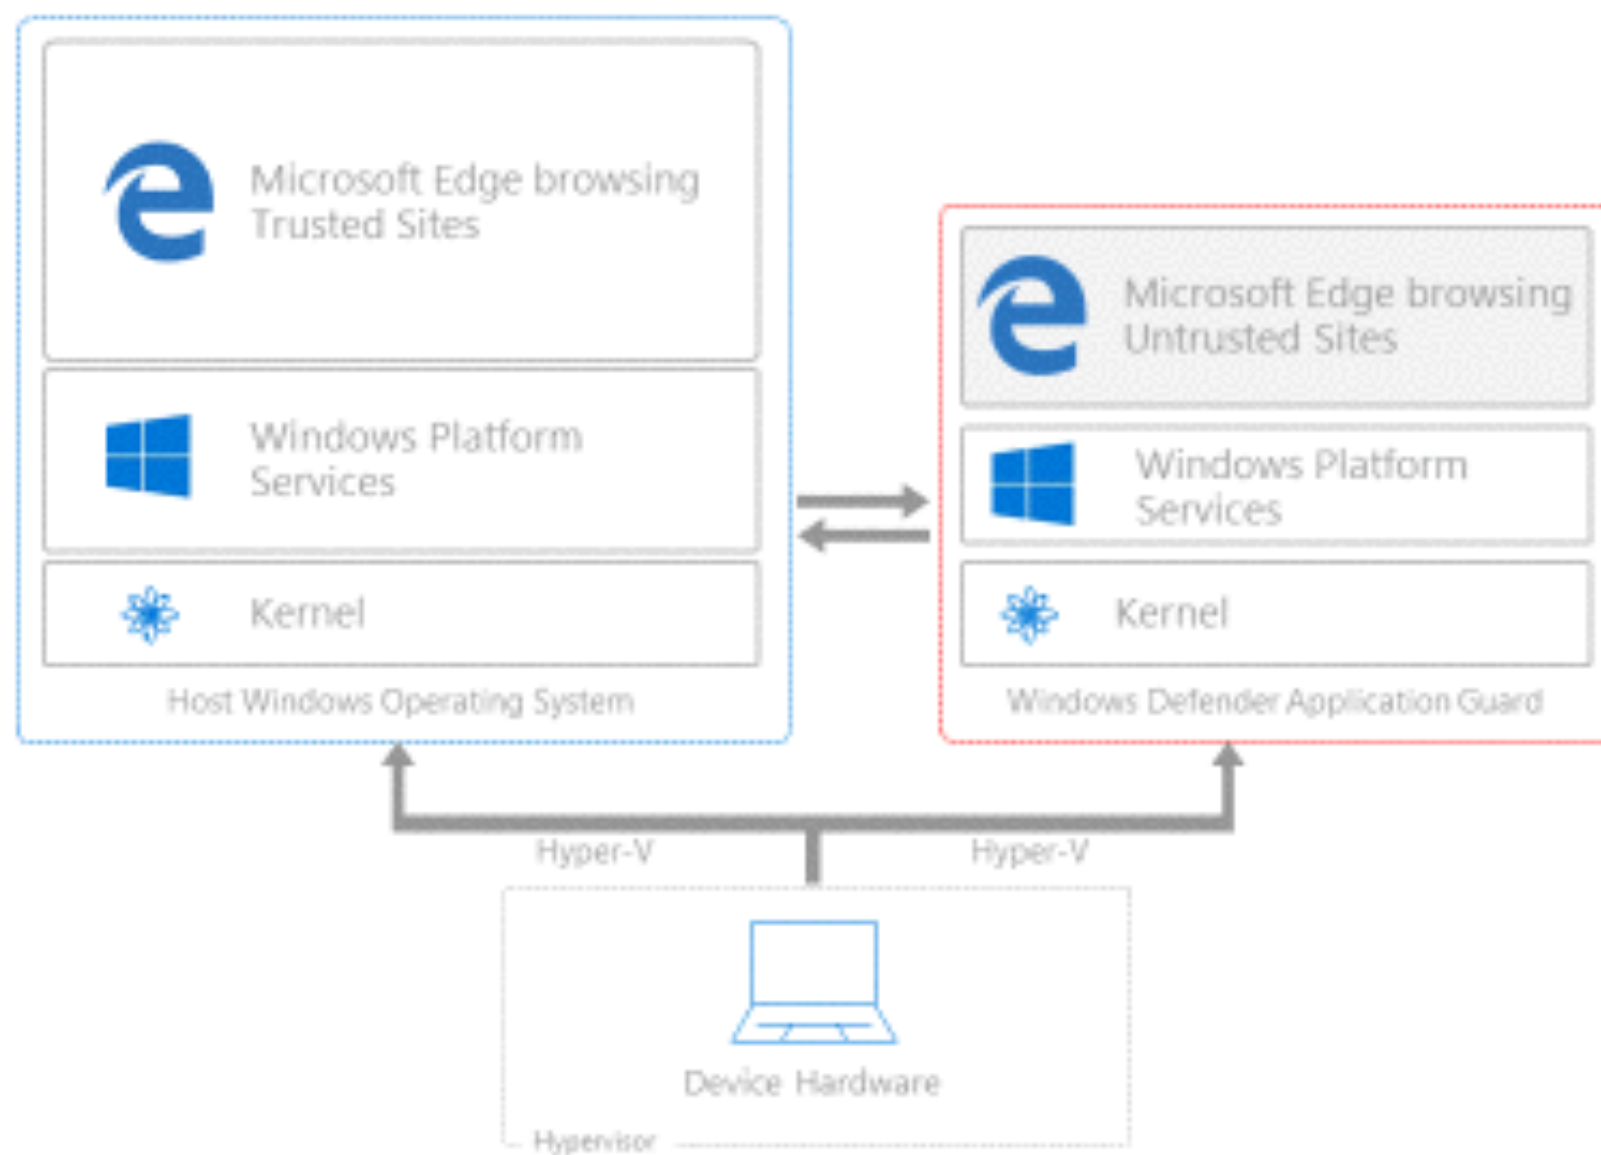 Microsoft Edge browsing
Trusted Sites
Windows Platform
Services
Kernel
Host Windows Operating System
Microsoft Edge browsing
Untrusted Sites
Windows Platform
Services
Kernel
Windows Defender Application Guard
Hyper-V
Hyper-V
Device Hardware
Hypervisor